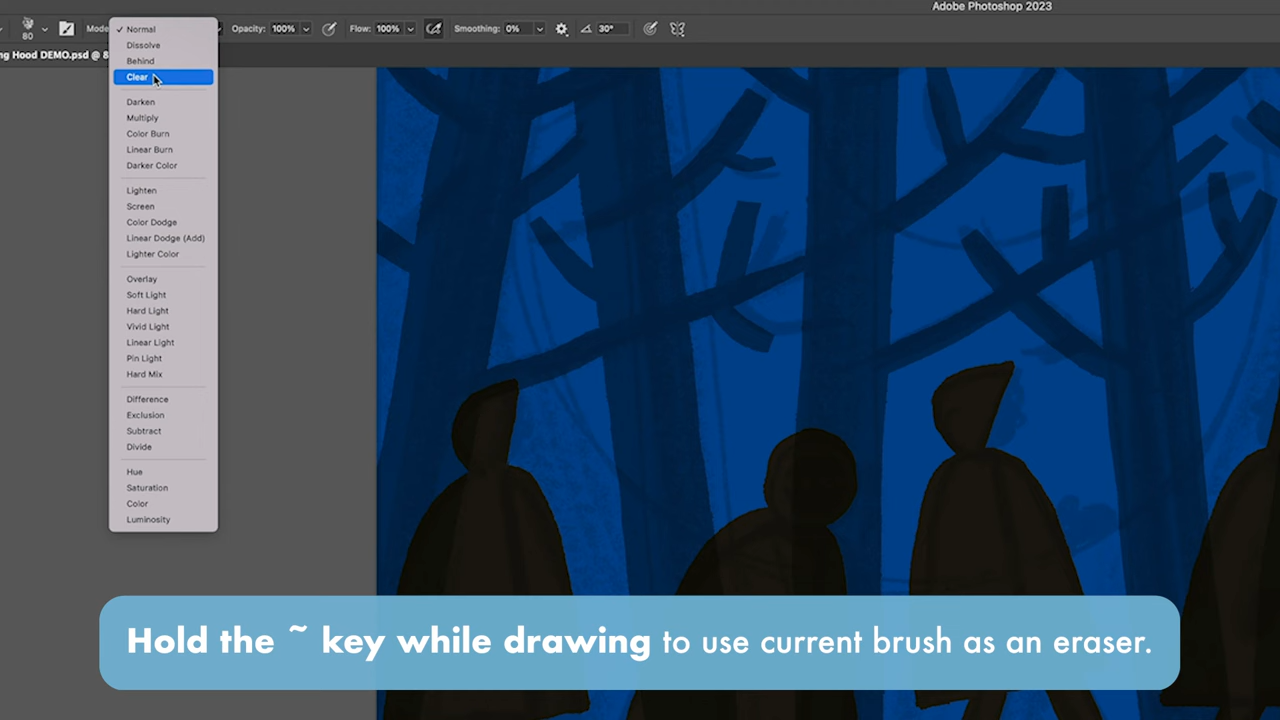 Adobe Photoshop 2023
80
Mode
Opacity: 100%
Flow: 100%
Smoothing: 0%
30°
ng Hood DEMO.psd @ 8
✓ Normal
Dissolve
Behind
Clear
Darken
Multiply
Color Burn
Linear Burn
Darker Color
Lighten
Screen
Color Dodge
Linear Dodge (Add)
Lighter Color
Overlay
Soft Light
Hard Light
Vivid Light
Linear Light
Pin Light
Hard Mix
Difference
Exclusion
Subtract
Divide
Hue
Saturation
Color
Luminosity
Hold the ~ key while drawing to use current brush as an eraser.